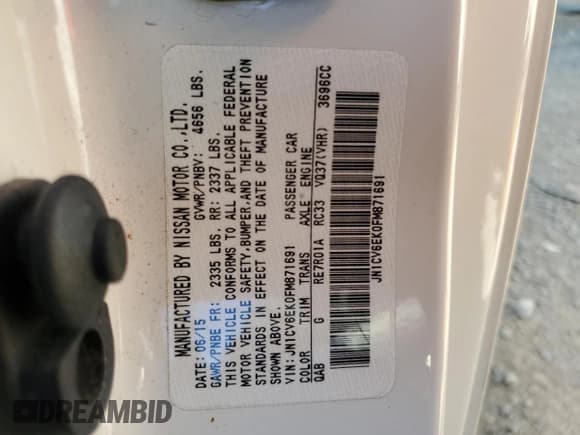 MANUFACTURED BY NISSAN MOTOR CO.,LTD.
DATE: 06/15 GVWR/PNBV: 4656 LBS.
GAWR/PNBE FR: 2335 LBS. RR: 2337 LBS.
THIS VEHICLE CONFORMS TO ALL APPLICABLE FEDERAL
MOTOR VEHICLE SAFETY,BUMPER,AND THEFT PREVENTION
STANDARDS IN EFFECT ON THE DATE OF MANUFACTURE
SHOWN ABOVE.
VIN:JN1CV6EK0FM871691 PASSENGER CAR
COLOR TRIM TRANS AXLE ENGINE
QAB G RE7R01A RC33 VQ37(VHR) 3696CC
JN1CV6EK0FM871691
DREAMBID